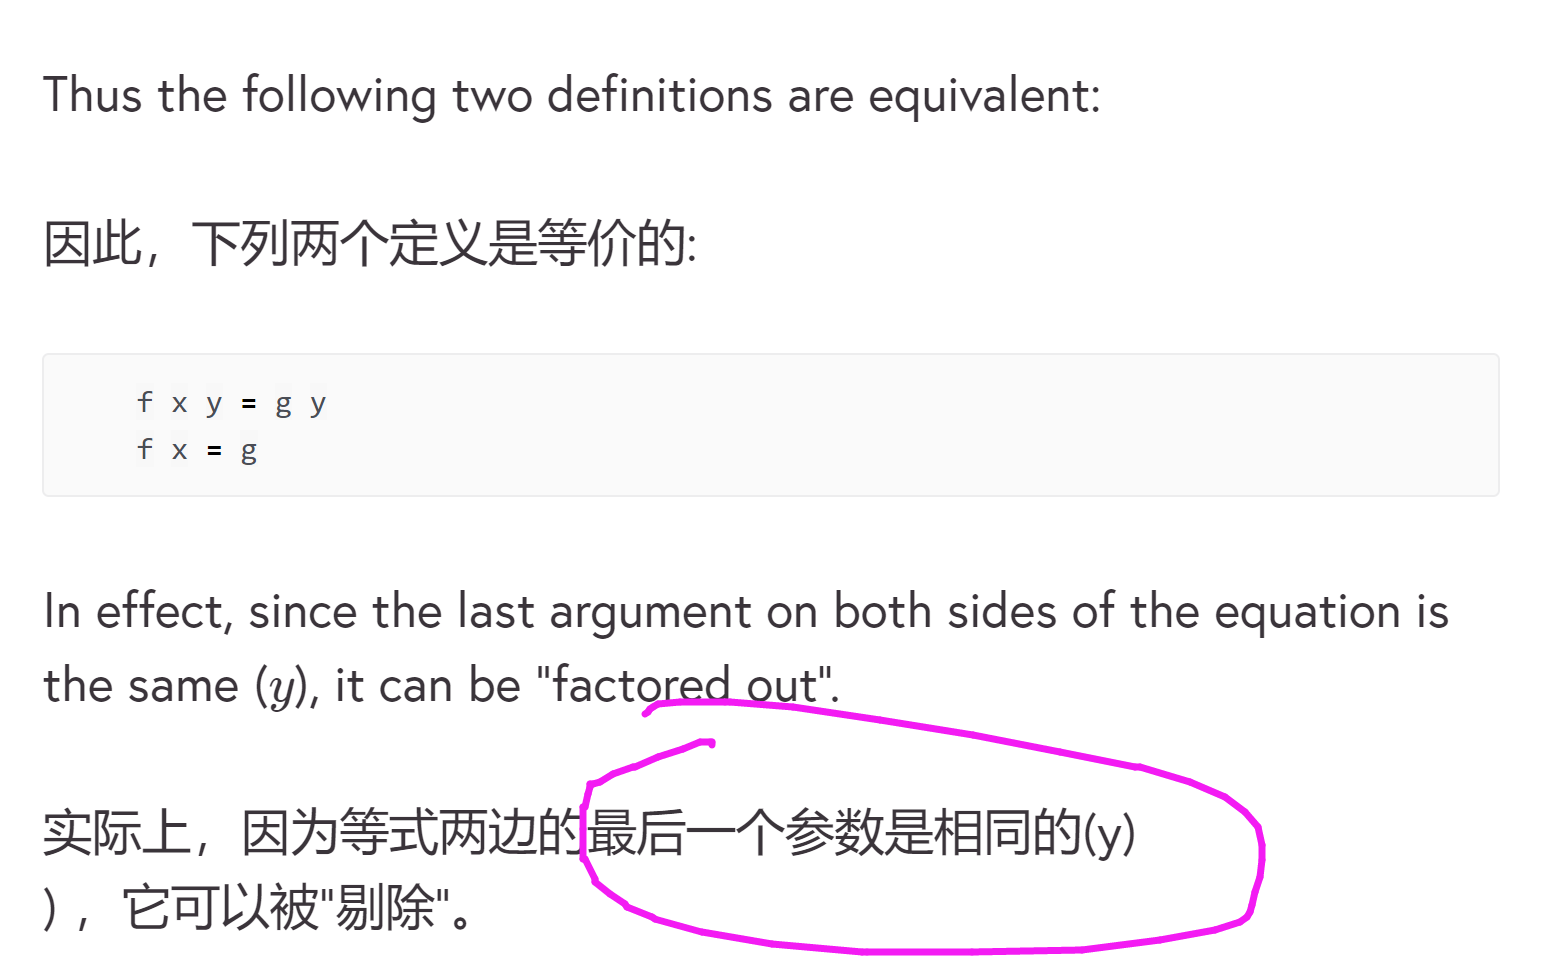 Thus the following two definitions are equivalent:
因此，下列两个定义是等价的:
f x y = g y
f x = g
In effect, since the last argument on both sides of the equation is
the same (y), it can be "factored out".
实际上，因为等式两边的最后一个参数是相同的(y)
)，它可以被"剔除"。